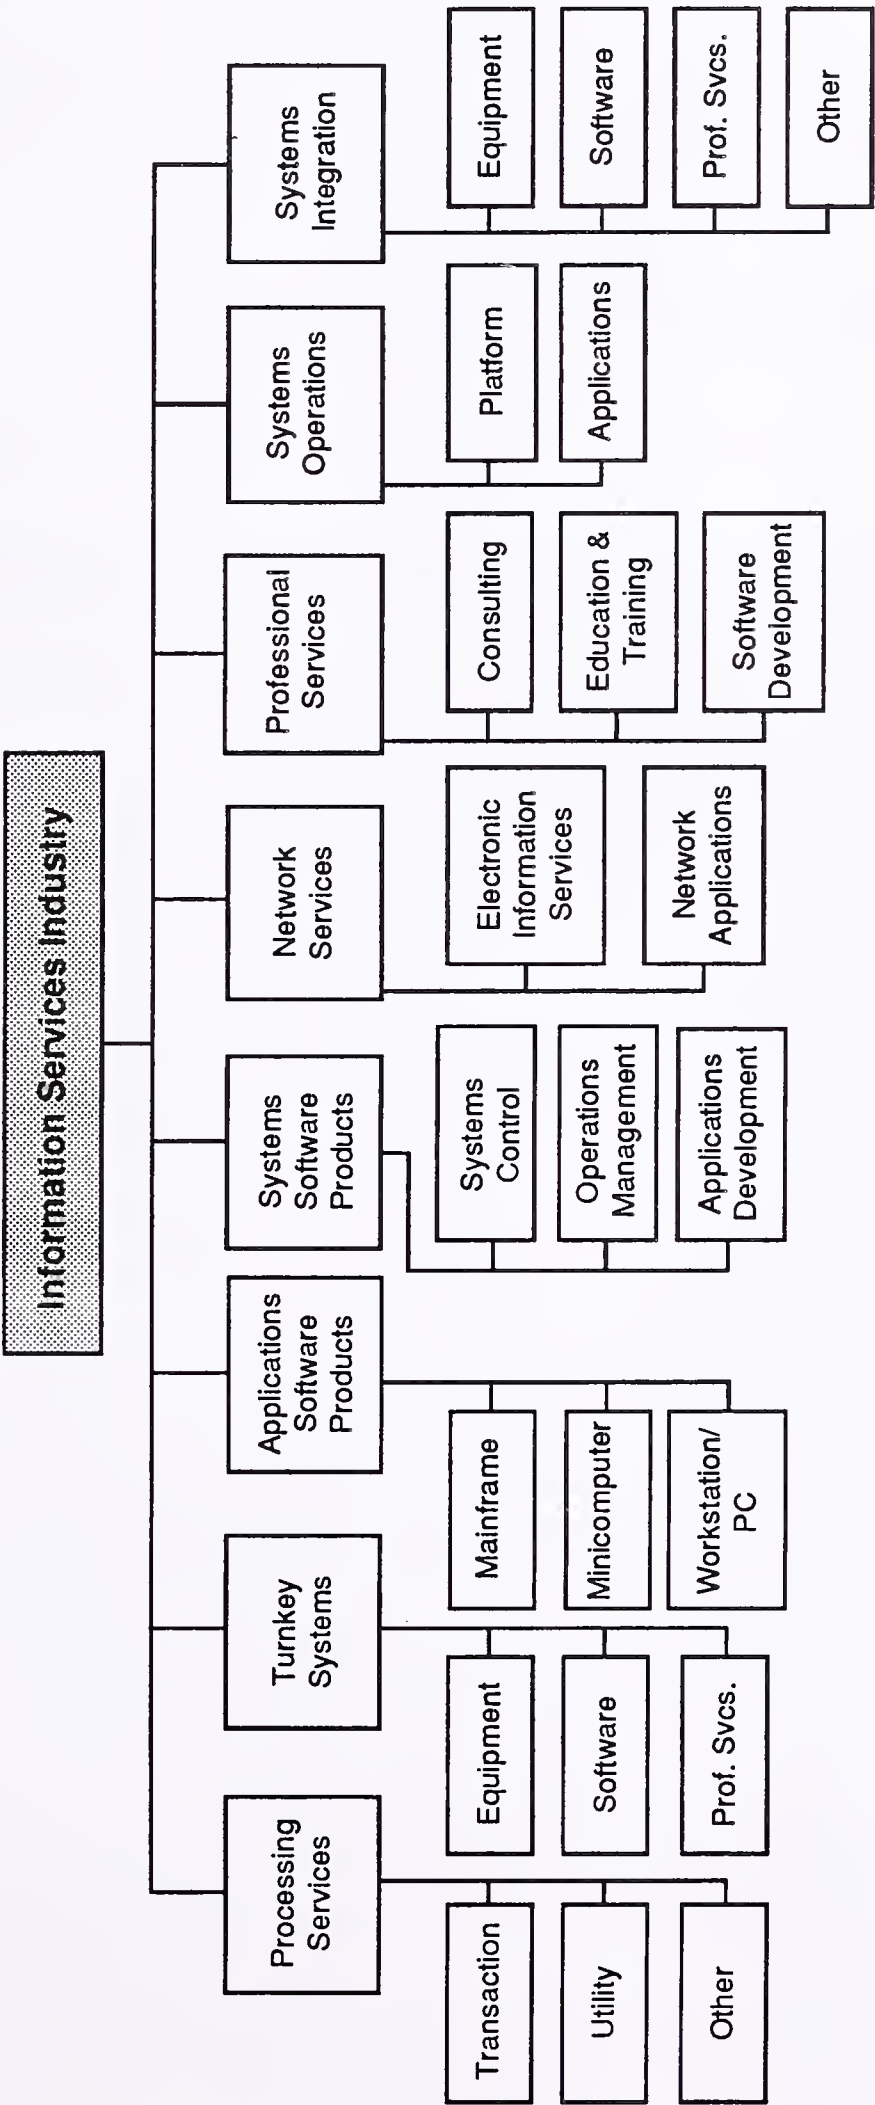 Information Services Industry
Processing
Services
Transaction
Utility
Other
Turnkey
Systems
Equipment
Software
Prof. Svcs.
Applications
Software
Products
Mainframe
Minicomputer
Workstation/
PC
Systems
Software
Products
Systems
Control
Operations
Management
Applications
Development
Network
Services
Electronic
Information
Services
Network
Applications
Professional
Services
Consulting
Education &
Training
Software
Development
Systems
Operations
Platform
Applications
Systems
Integration
Equipment
Software
Prof. Svcs.
Other